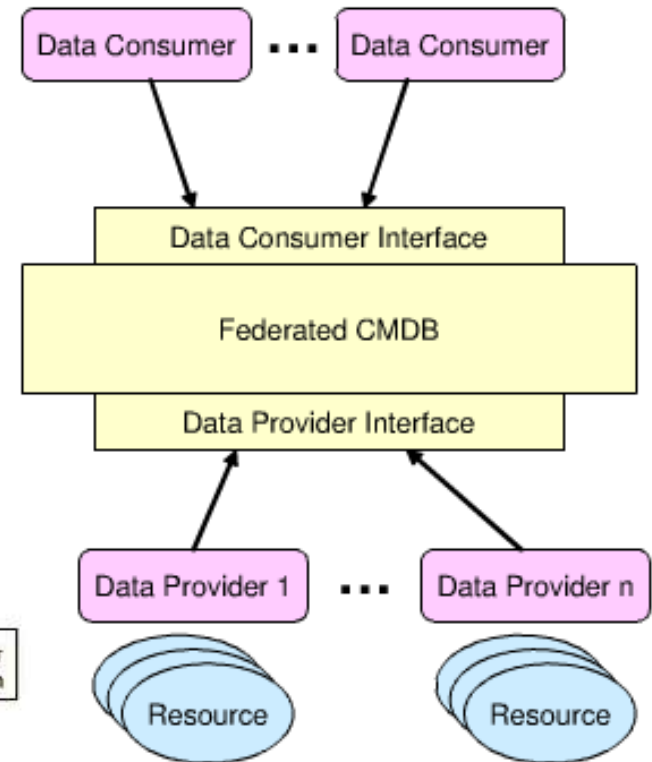 Data Consumer ... Data Consumer
Data Consumer Interface
Federated CMDB
Data Provider Interface
Data Provider 1 ... Data Provider n
Resource Resource